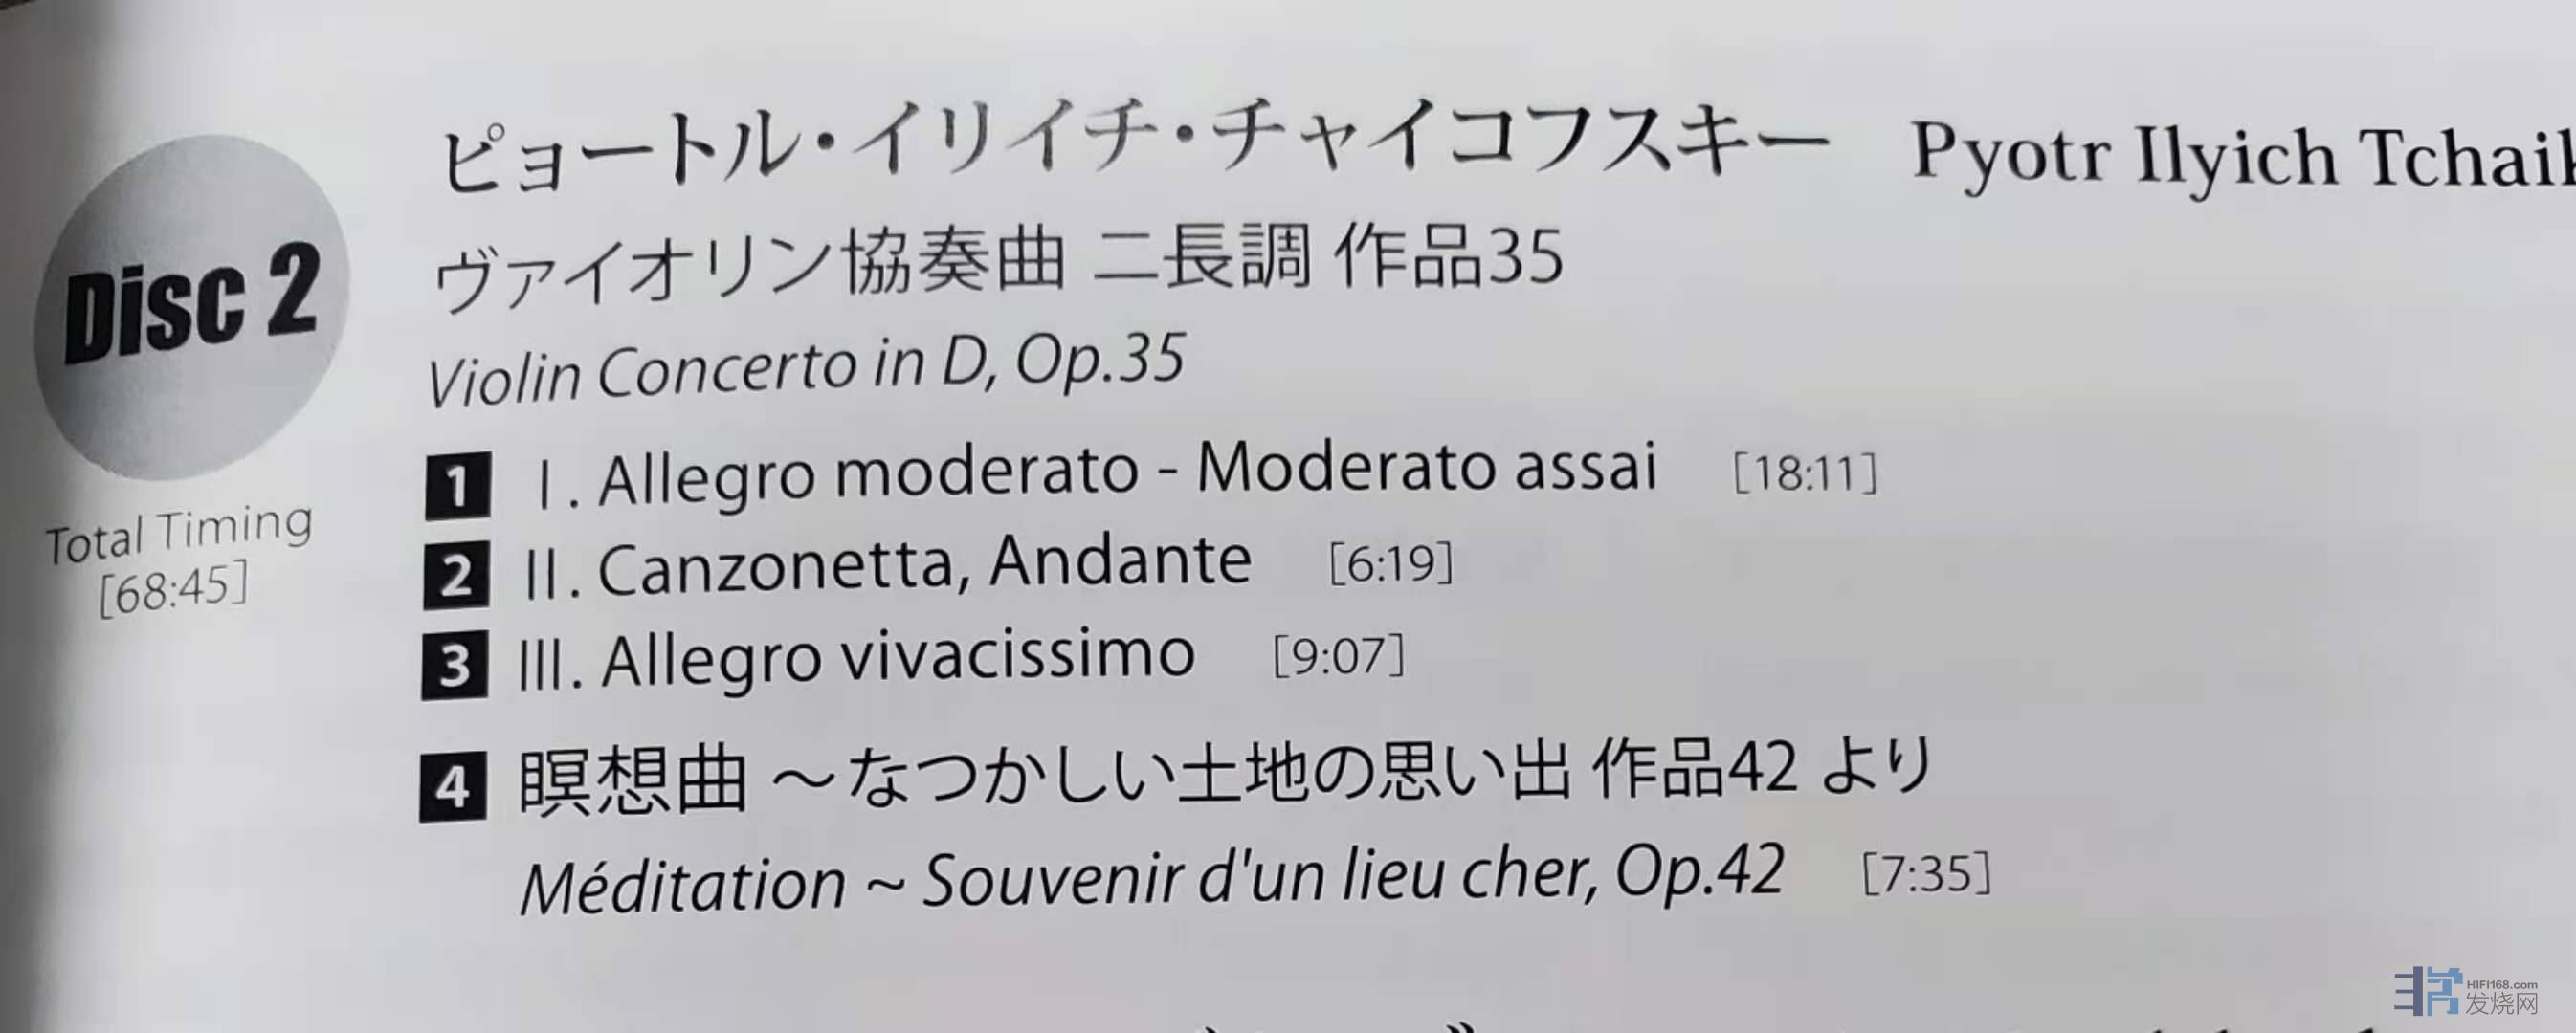 Disc 2
Total Timing
[68:45]
ピョートル・イリイチ・チャイコフスキー Pyotr Ilyich
ヴァイオリン協奏曲 ニ長調 作品35
Violin Concerto in D, Op.35
1 I. Allegro moderato - Moderato assai [18:11]
2 II. Canzonetta, Andante [6:19]
3 III. Allegro vivacissimo [9:07]
4 瞑想曲 ～なつかしい土地の思い出 作品42 より
Méditation ~ Souvenir d'un lieu cher, Op.42 [7:35]
HIFI168.com
发烧网